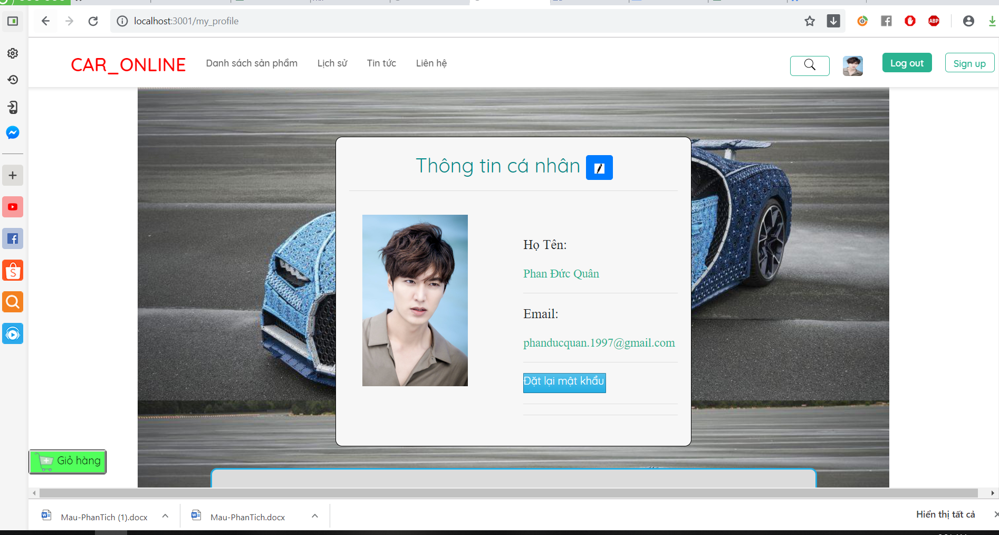 localhost:3001/my_profile
ABP
CAR_ONLINE
Danh sách sản phẩm
Lịch sử
Tin tức
Liên hệ
Log out
Sign up
Thông tin cá nhân
Họ Tên:
Phan Đức Quân
Email:
phanducquan.1997@gmail.com
Đặt lại mật khẩu
Giỏ hàng
Mau-PhanTich (1).docx
Mau-PhanTich.docx
Hiển thị tất cả